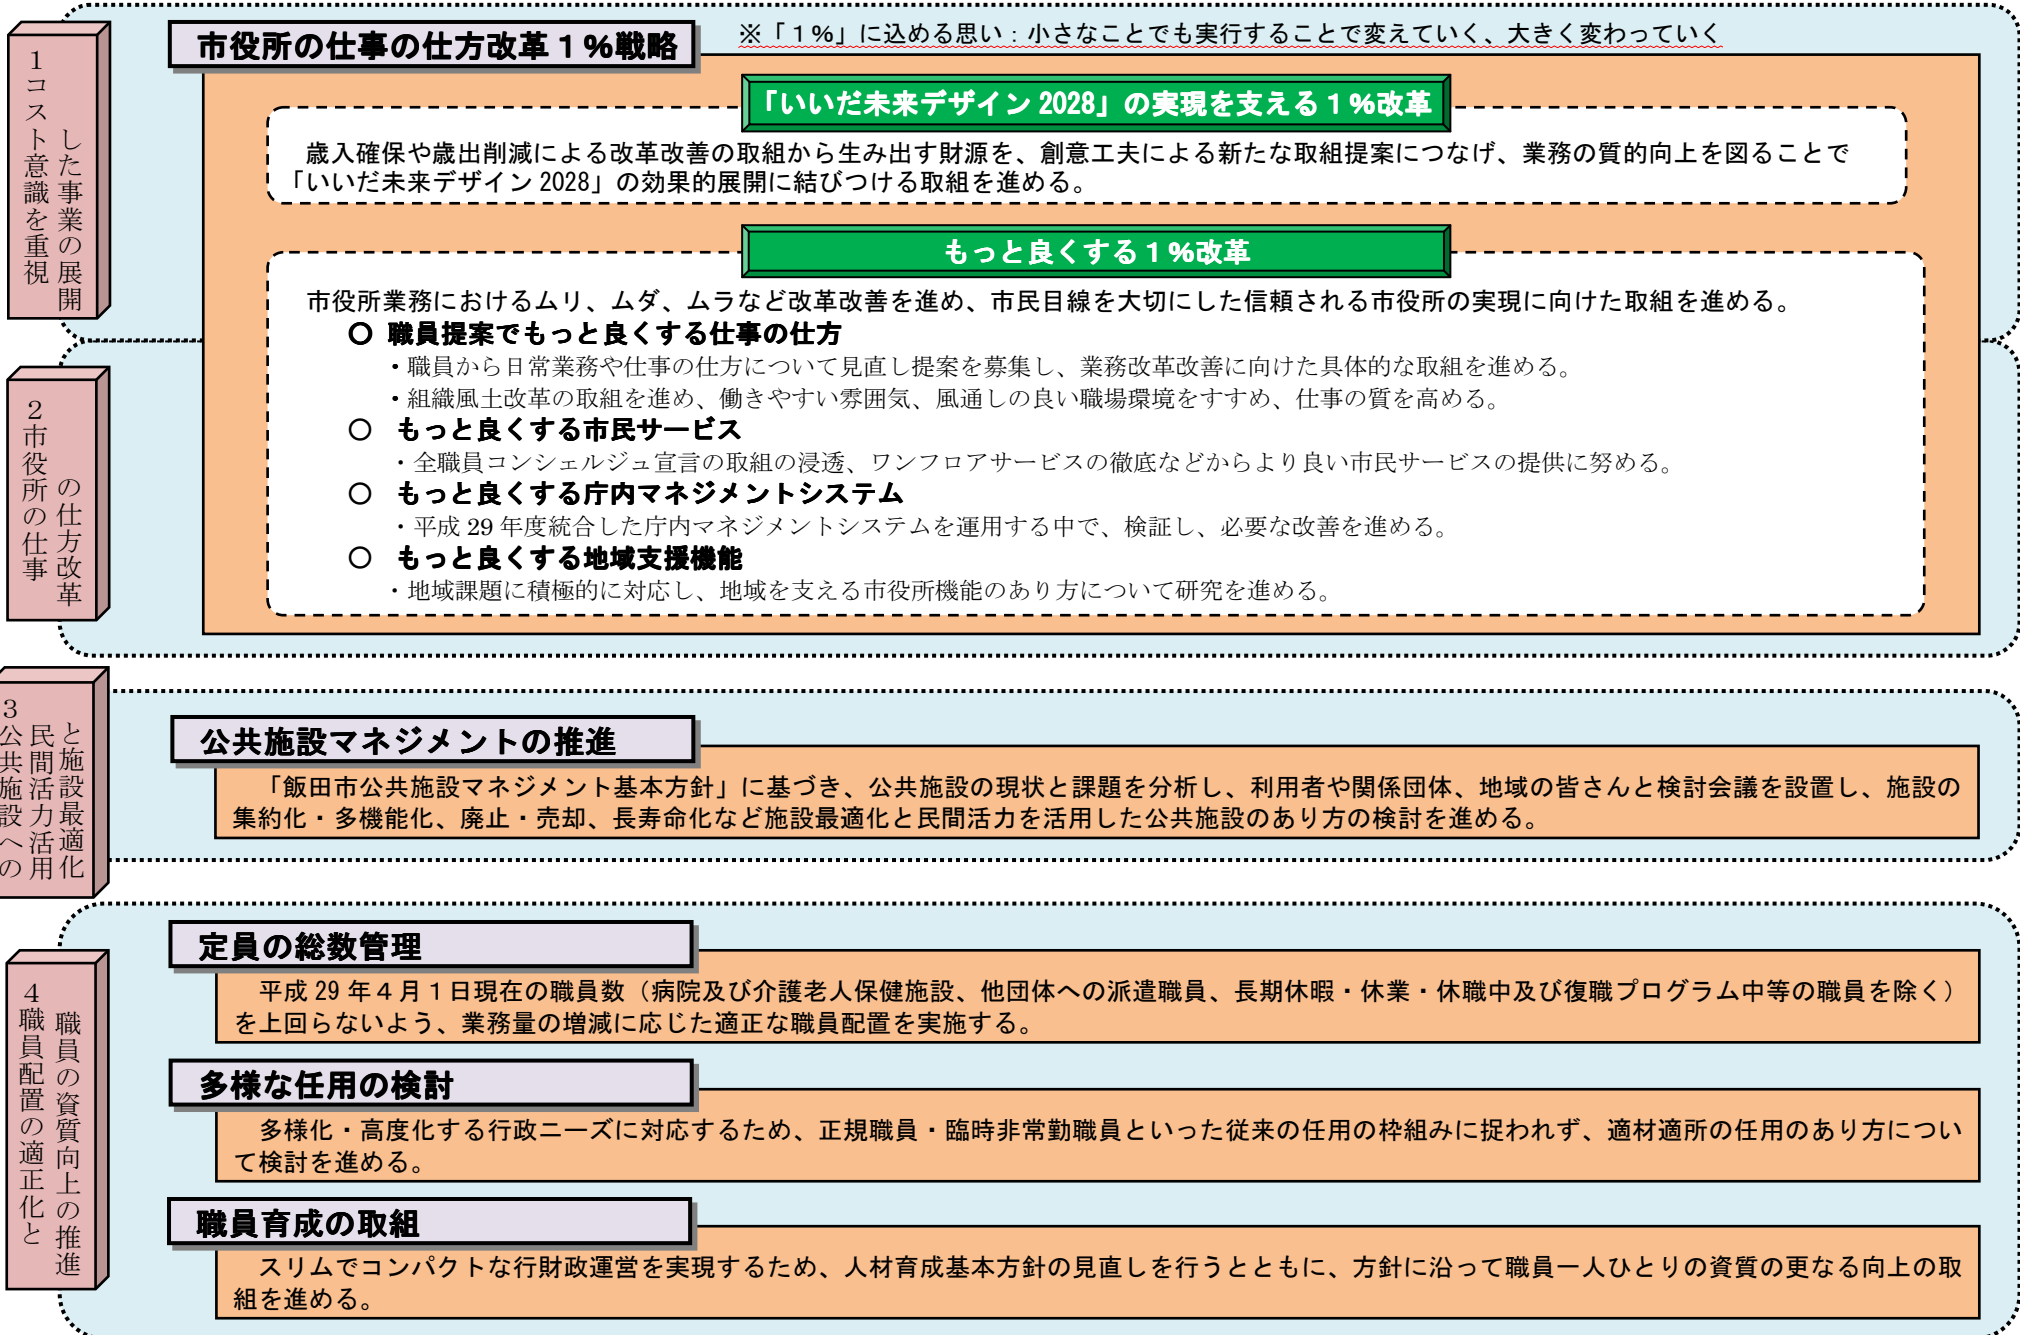 1コスト意識を重視
した事業の展開
市役所の仕事の仕方改革１%戦略
※「１%」に込める思い：小さなことでも実行することで変えていく、大きく変わっていく
「いいだ未来デザイン 2028」の実現を支える１%改革
歳入確保や歳出削減による改革改善の取組から生み出す財源を、創意工夫による新たな取組提案につなげ、業務の質的向上を図ることで
「いいだ未来デザイン 2028」の効果的展開に結びつける取組を進める。
もっと良くする１%改革
市役所業務におけるムリ、ムダ、ムラなど改革改善を進め、市民目線を大切にした信頼される市役所の実現に向けた取組を進める。
○ 職員提案でもっと良くする仕事の仕方
・職員から日常業務や仕事の仕方について見直し提案を募集し、業務改革改善に向けた具体的な取組を進める。
・組織風土改革の取組を進め、働きやすい雰囲気、風通しの良い職場環境をすすめ、仕事の質を高める。
○ もっと良くする市民サービス
・全職員コンシェルジュ宣言の取組の浸透、ワンフロアサービスの徹底などからより良い市民サービスの提供に努める。
○ もっと良くする庁内マネジメントシステム
・平成 29 年度統合した庁内マネジメントシステムを運用する中で、検証し、必要な改善を進める。
○ もっと良くする地域支援機能
・地域課題に積極的に対応し、地域を支える市役所機能のあり方について研究を進める。
2市役所の仕事
の仕方改革
3公共施設への
民間活力活用
と施設最適化
公共施設マネジメントの推進
「飯田市公共施設マネジメント基本方針」に基づき、公共施設の現状と課題を分析し、利用者や関係団体、地域の皆さんと検討会議を設置し、施設の
集約化・多機能化、廃止・売却、長寿命化など施設最適化と民間活力を活用した公共施設のあり方の検討を進める。
4職員配置の適正化と
職員の資質向上の推進
定員の総数管理
平成 29 年４月１日現在の職員数（病院及び介護老人保健施設、他団体への派遣職員、長期休暇・休業・休職中及び復職プログラム中等の職員を除く）
を上回らないよう、業務量の増減に応じた適正な職員配置を実施する。
多様な任用の検討
多様化・高度化する行政ニーズに対応するため、正規職員・臨時非常勤職員といった従来の任用の枠組みに捉われず、適材適所の任用のあり方につい
て検討を進める。
職員育成の取組
スリムでコンパクトな行財政運営を実現するため、人材育成基本方針の見直しを行うとともに、方針に沿って職員一人ひとりの資質の更なる向上の取
組を進める。